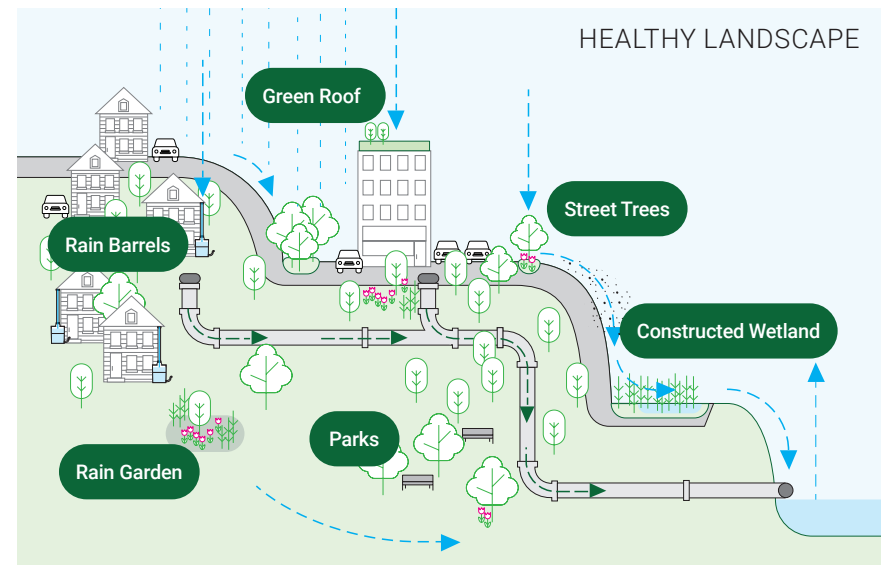 HEALTHY LANDSCAPE
Green Roof
Street Trees
Rain Barrels
Constructed Wetland
Parks
Rain Garden